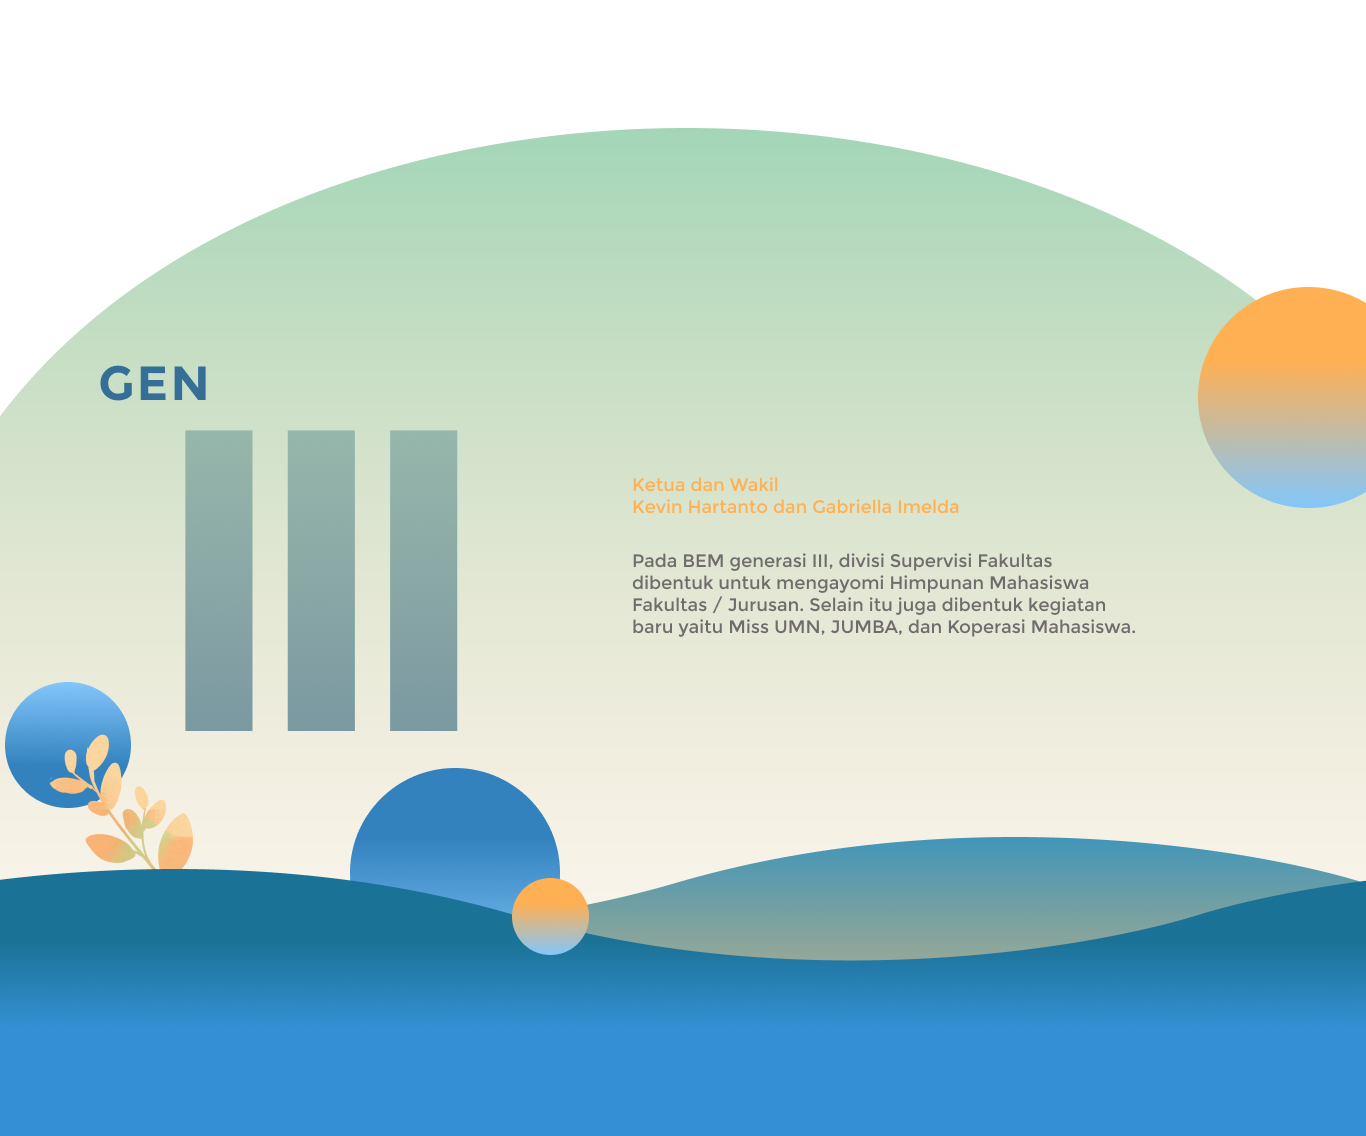 GEN
III
Ketua dan Wakil
Kevin Hartanto dan Gabriella Imelda
Pada BEM generasi III, divisi Supervisi Fakultas
dibentuk untuk mengayomi Himpunan Mahasiswa
Fakultas / Jurusan. Selain itu juga dibentuk kegiatan
baru yaitu Miss UMN, JUMBA, dan Koperasi Mahasiswa.